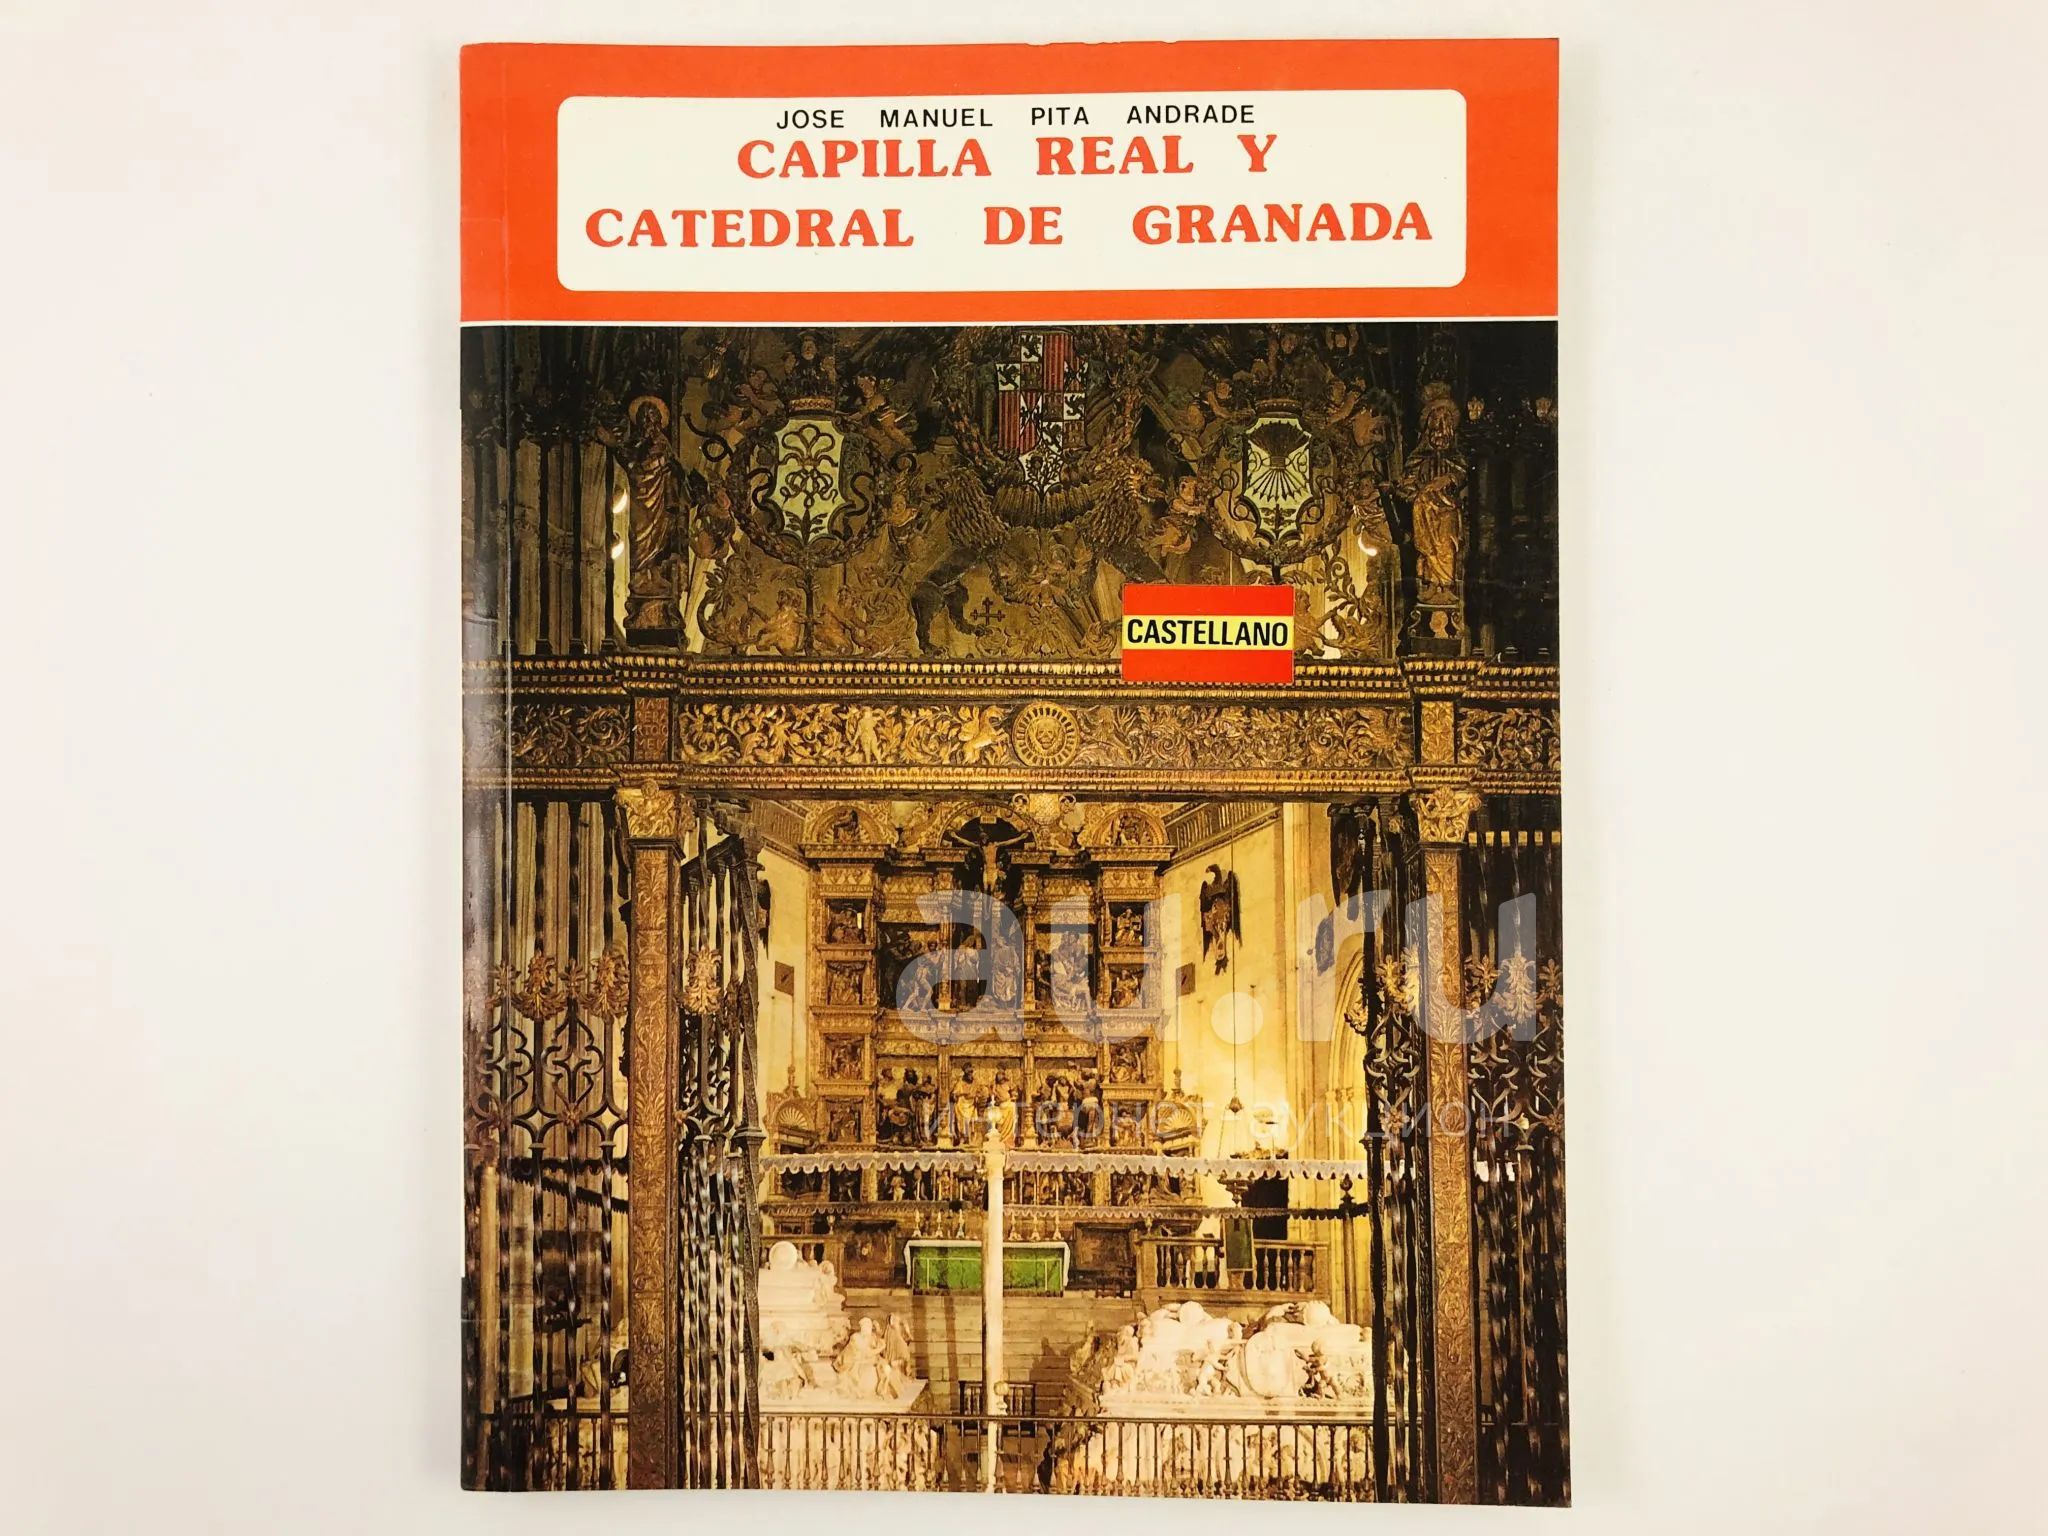 JOSE MANUEL PITA ANDRADE
CAPILLA REAL Y
CATEDRAL DE GRANADA
CASTELLANO
au.ru
интернет-аукцион